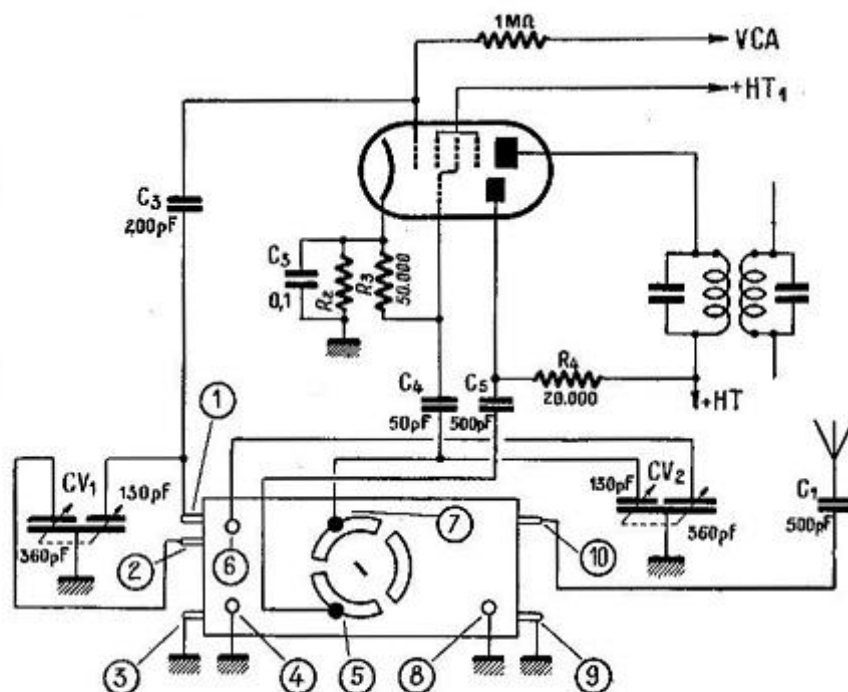 1MΩ
VCA
+HT1
C3
200pF
C3
0,1
R2
R3
50.000
R4
20.000
+HT
C4
50pF
C5
500pF
1
CV1
130pF
360pF
2
6
7
130pF
CV2
360pF
10
C1
500pF
3
4
5
8
9